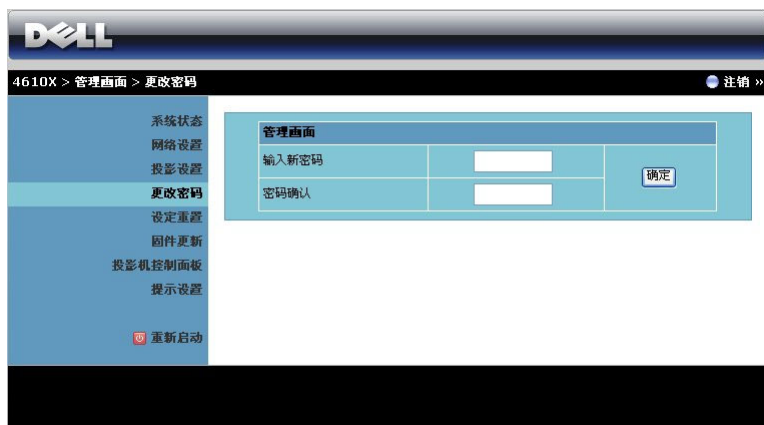 DELL
4610X > 管理画面 > 更改密码
注销 »
系统状态
网络设置
投影设置
更改密码
设定重置
固件更新
投影机控制面板
提示设置
重新启动
管理画面
输入新密码
密码确认
确定